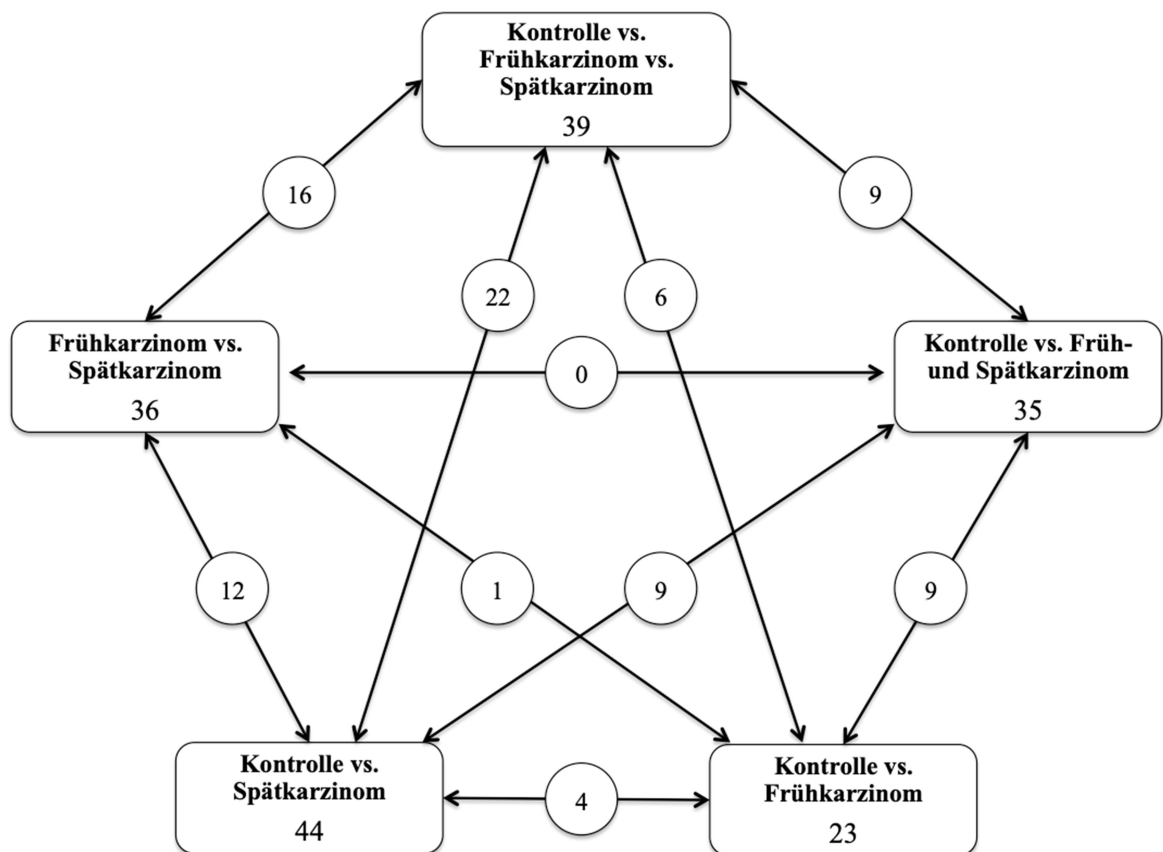 Kontrolle vs.
Frühkarzinom vs.
Spätkarzinom
39
16
9
22
6
Frühkarzinom vs.
Spätkarzinom
36
0
Kontrolle vs. Früh-
und Spätkarzinom
35
12
1
9
9
Kontrolle vs.
Spätkarzinom
44
4
Kontrolle vs.
Frühkarzinom
23